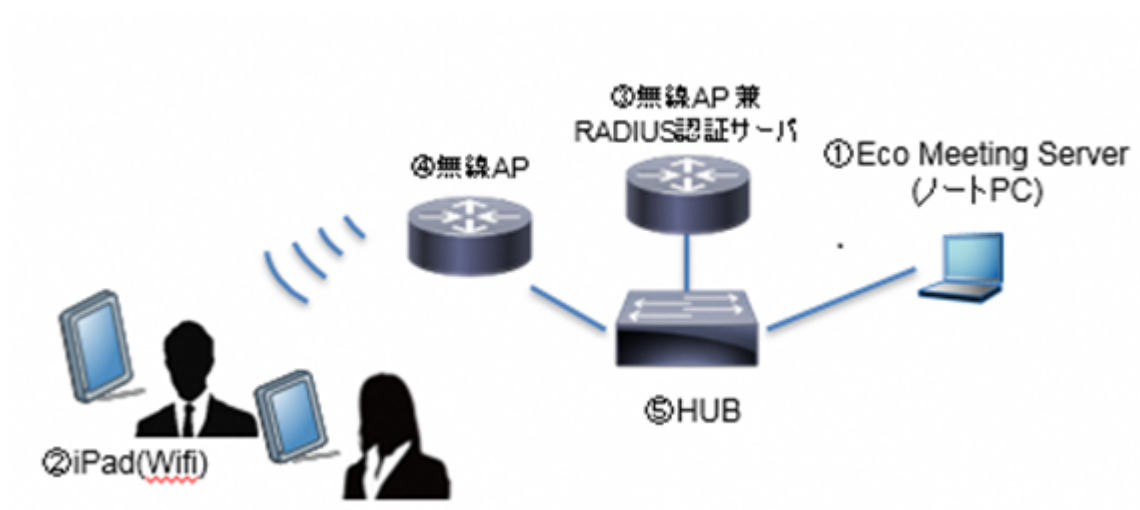 ③無線AP 兼
RADIUS認証サーバ
①Eco Meeting Server
(ノートPC)
④無線AP
⑤HUB
②iPad(Wifi)